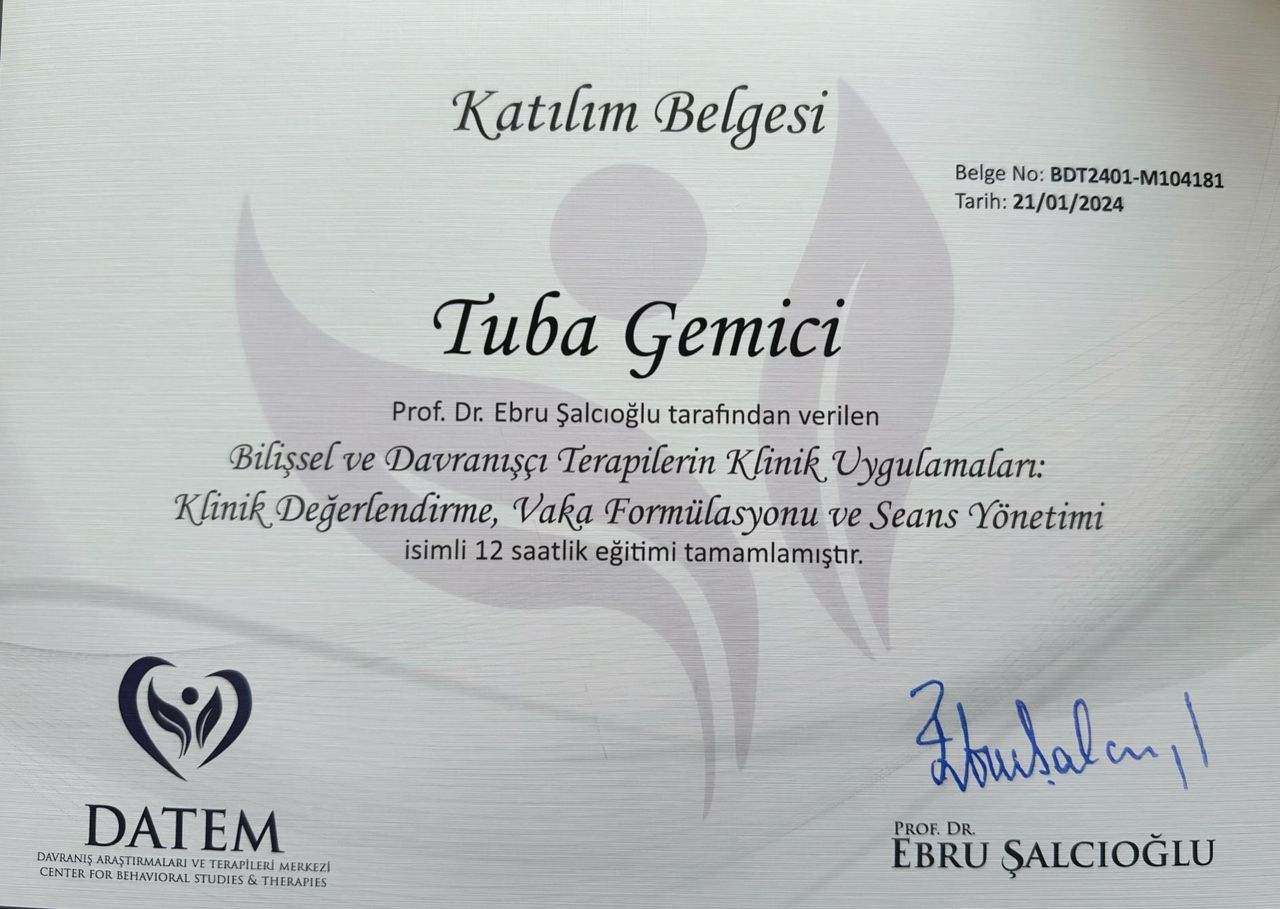 Katılım Belgesi
Belge No: BDT2401-M104181
Tarih: 21/01/2024
Tuba Gemici
Prof. Dr. Ebru Şalcıoğlu tarafından verilen
Bilişsel ve Davranışçı Terapilerin Klinik Uygulamaları:
Klinik Değerlendirme, Vaka Formülasyonu ve Seans Yönetimi
isimli 12 saatlik eğitimi tamamlamıştır.
DATEM
DAVRANIŞ ARAŞTIRMALARI VE TERAPİLERİ MERKEZİ
CENTER FOR BEHAVIORAL STUDIES & THERAPIES
PROF. DR.
EBRU ŞALCIOĞLU